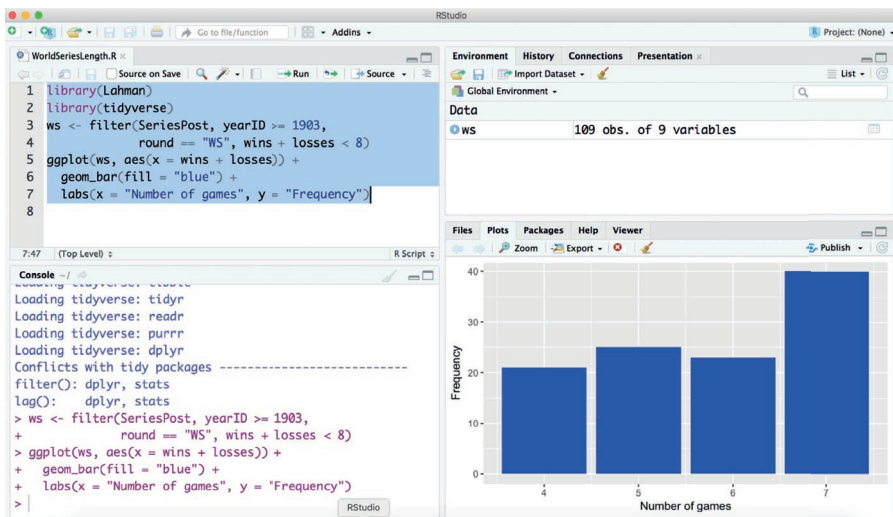 RStudio
Go to file/function
Addins
Project: (None)
WorldSeriesLength.R
Source on Save
Run
Source
1 library(Lahman)
2 library(tidyverse)
3 ws <- filter(SeriesPost, yearID >= 1903,
4 round == "WS", wins + losses < 8)
5 ggplot(ws, aes(x = wins + losses)) +
6 geom_bar(fill = "blue") +
7 labs(x = "Number of games", y = "Frequency")
8
7:47 (Top Level) R Script
Console ~/
Loading tidyverse: tibble
Loading tidyverse: tidyr
Loading tidyverse: readr
Loading tidyverse: purrr
Loading tidyverse: dplyr
Conflicts with tidy packages --------------------------
filter(): dplyr, stats
lag(): dplyr, stats
> ws <- filter(SeriesPost, yearID >= 1903,
+ round == "WS", wins + losses < 8)
> ggplot(ws, aes(x = wins + losses)) +
+ geom_bar(fill = "blue") +
+ labs(x = "Number of games", y = "Frequency")
>
RStudio
Environment History Connections Presentation
Import Dataset
List
Global Environment
Data
ws 109 obs. of 9 variables
Files Plots Packages Help Viewer
Zoom Export Publish
40
30
20
10
0
Frequency
4 5 6 7
Number of games